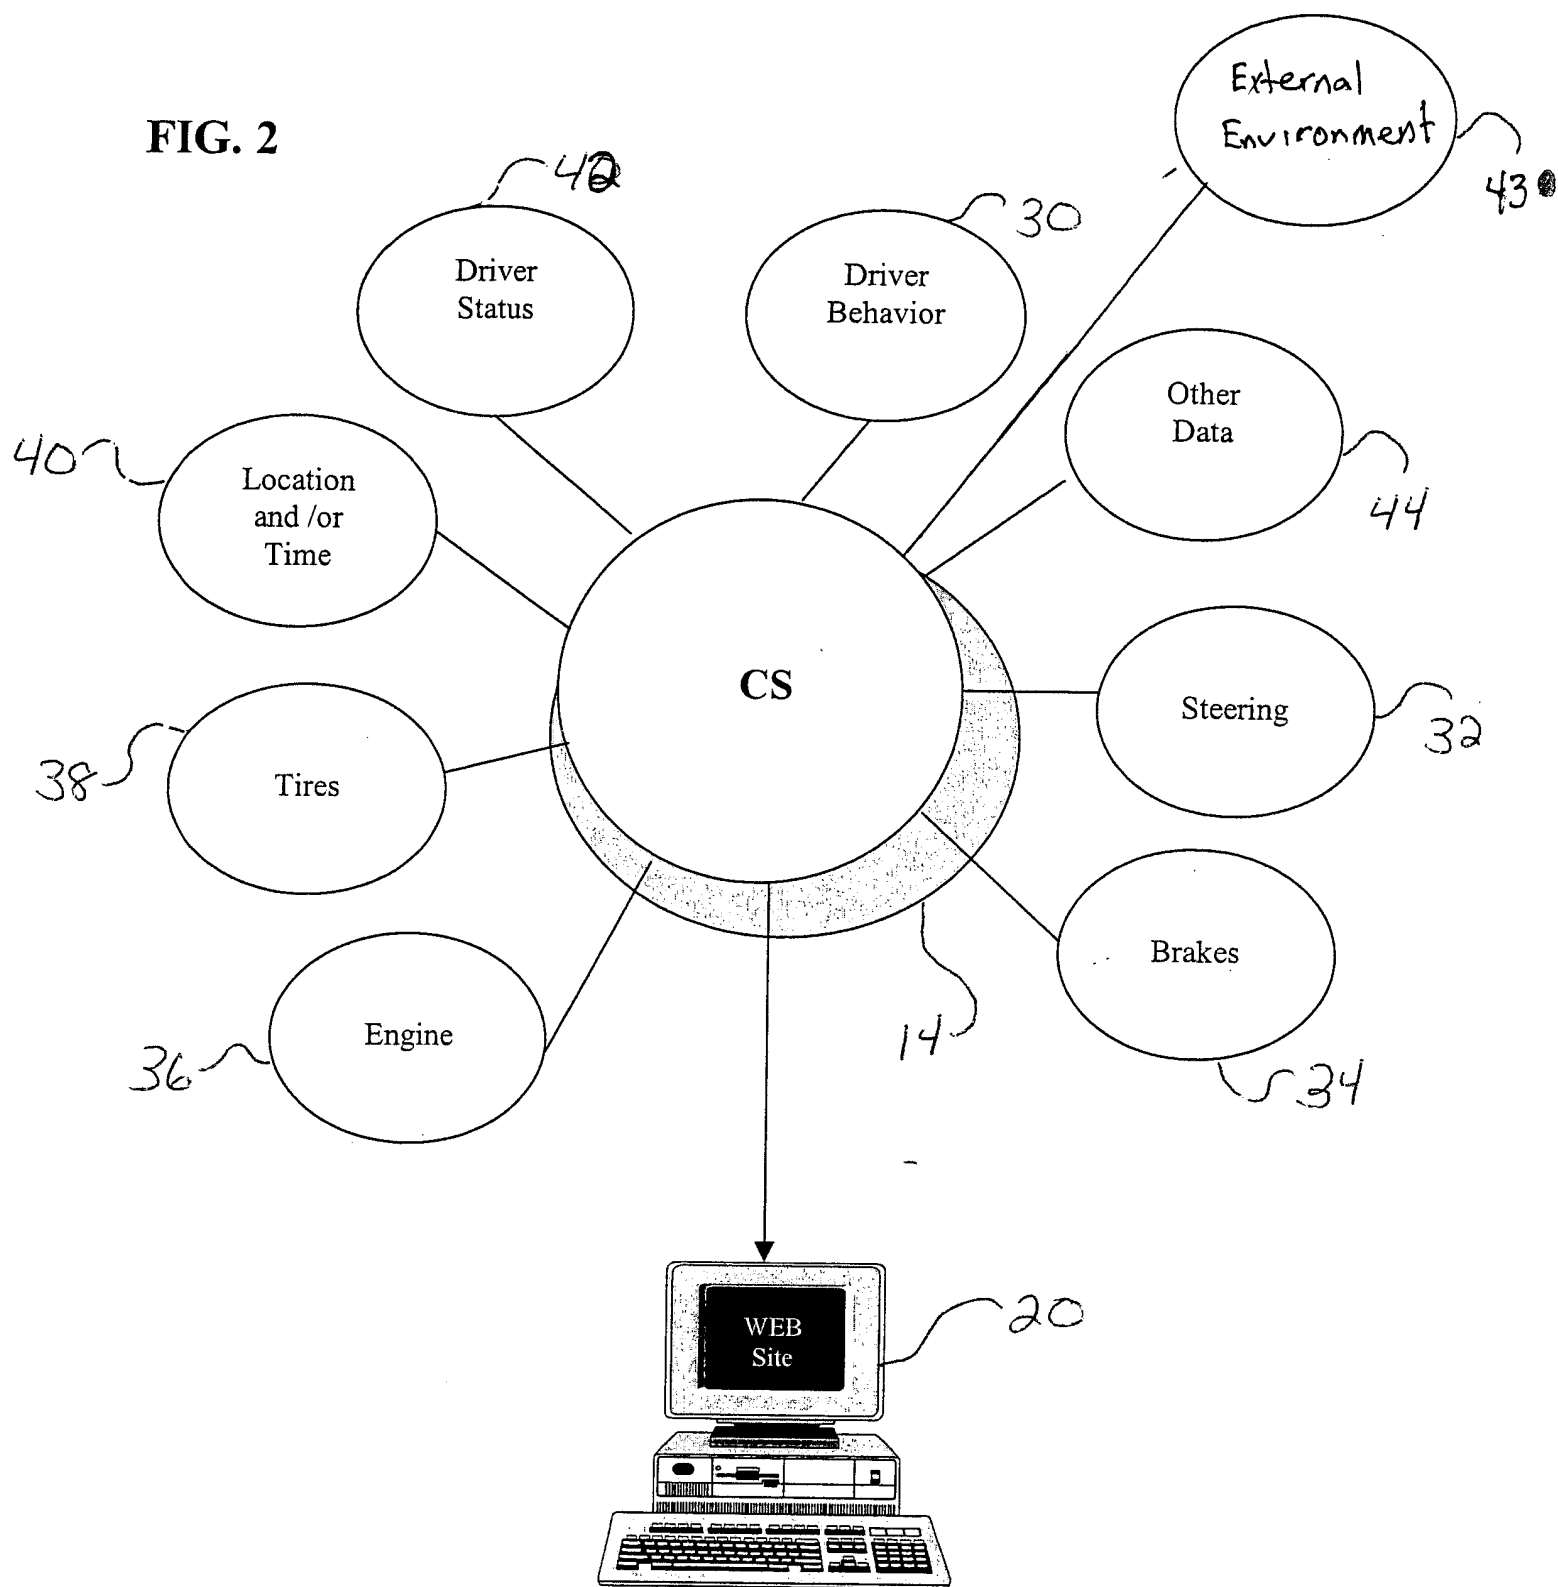 External
Environment
43
FIG. 2
42
30
Driver
Status
Driver
Behavior
Other
Data
44
40
Location
and /or
Time
CS
Steering
32
38
Tires
Brakes
34
14
Engine
36
20
WEB
Site